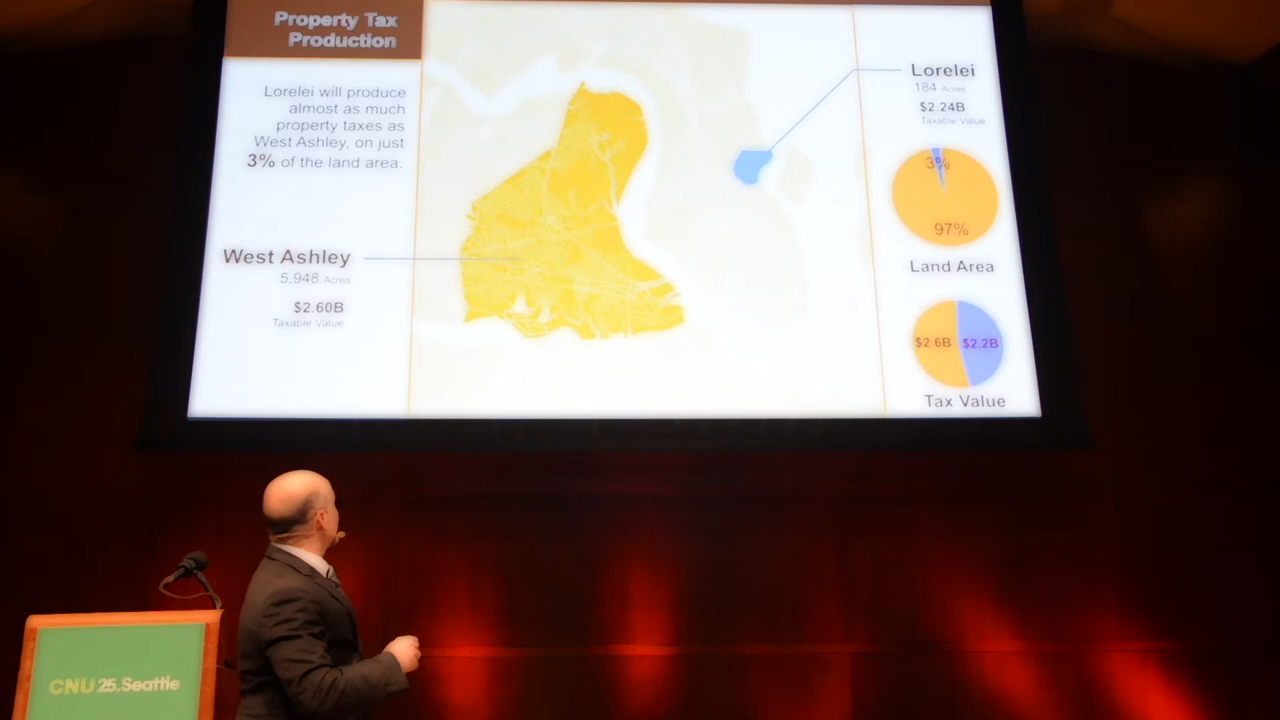 Property Tax
Production
Lorelei will produce
almost as much
property taxes as
West Ashley, on just
3% of the land area.
West Ashley
5,948 Acres
$2.60B
Taxable Value
Lorelei
184 Acres
$2.24B
Taxable Value
3%
97%
Land Area
$2.6B $2.2B
Tax Value
CNU 25.Seattle